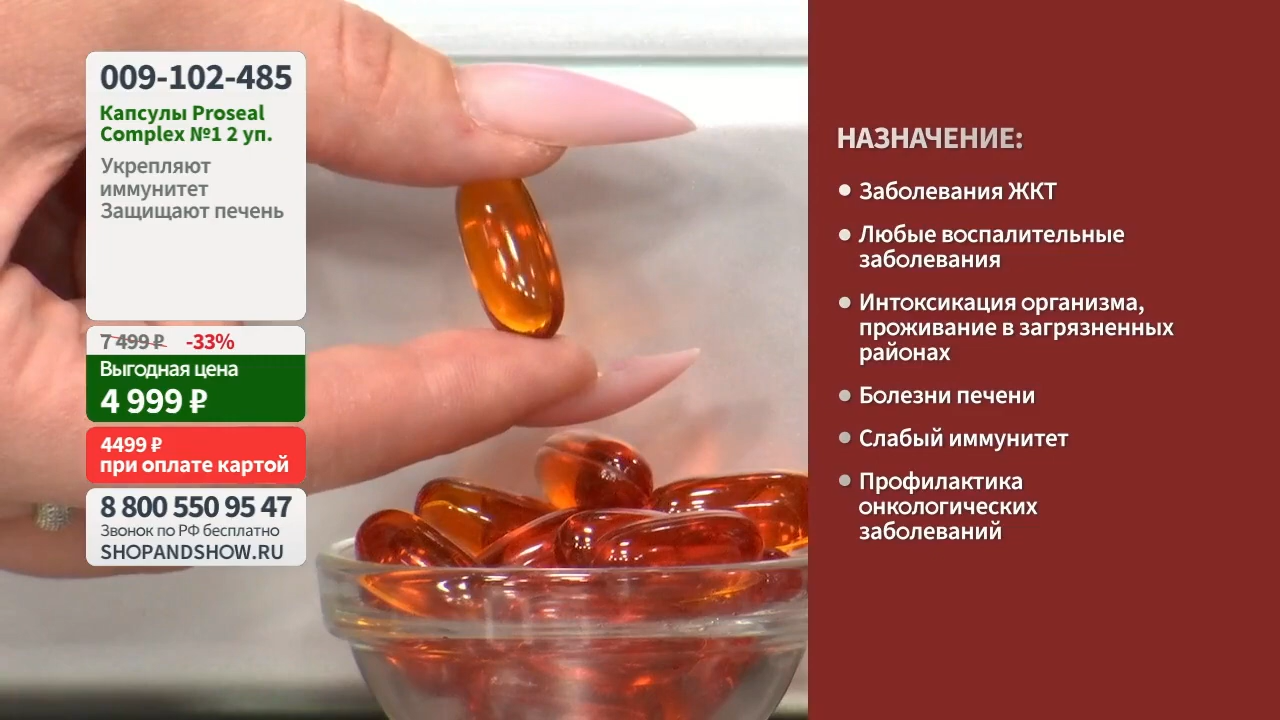 009-102-485
Капсулы Proseal
Complex №1 2 уп.
Укрепляют
иммунитет
Защищают печень
7 499 ₽ -33%
Выгодная цена
4 999 ₽
4499 ₽
при оплате картой
8 800 550 95 47
Звонок по РФ бесплатно
SHOPANDSHOW.RU
НАЗНАЧЕНИЕ:
Заболевания ЖКТ
Любые воспалительные
заболевания
Интоксикация организма,
проживание в загрязненных
районах
Болезни печени
Слабый иммунитет
Профилактика
онкологических
заболеваний